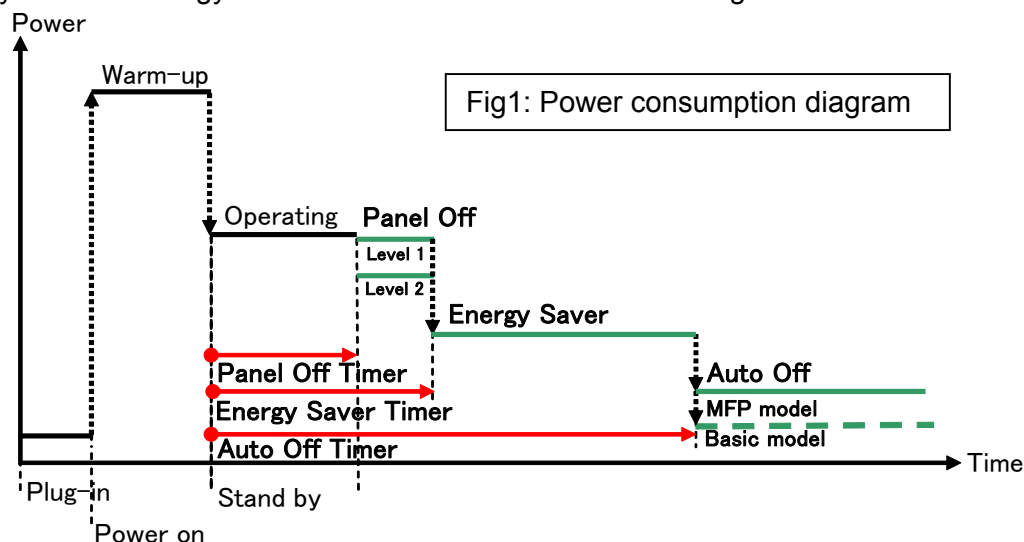 Power
Warm-up
Fig1: Power consumption diagram
Operating
Panel Off
Level 1
Level 2
Energy Saver
Panel Off Timer
Auto Off
Energy Saver Timer
MFP model
Basic model
Auto Off Timer
Time
Plug-in
Stand by
Power on